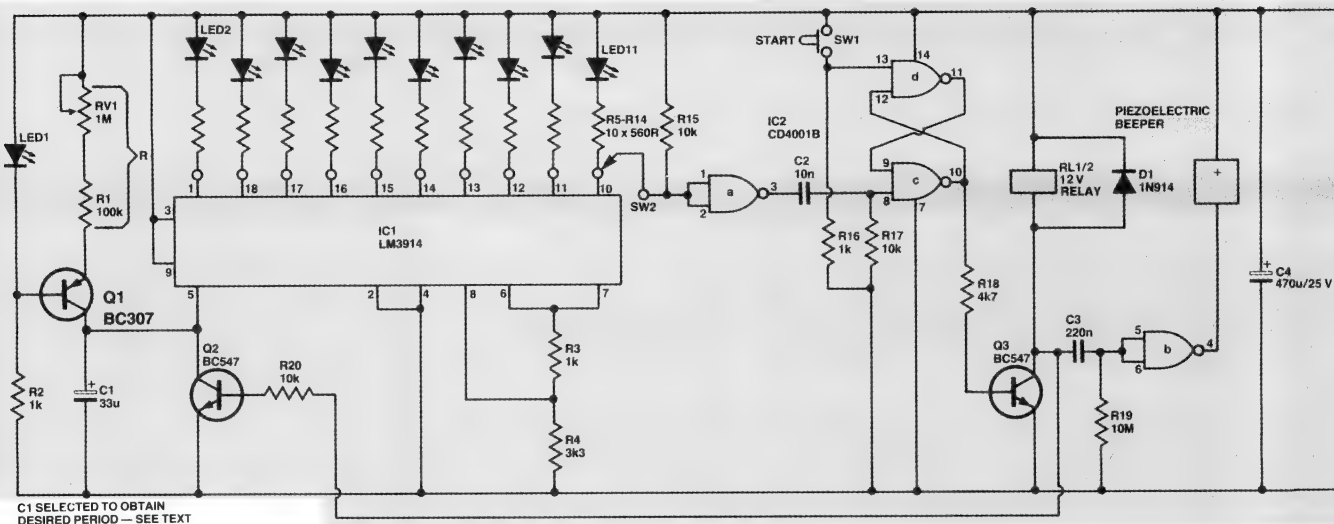 LED1
RV1
1M
R
R1
100k
Q1
BC307
R2
1k
C1
33u
LED2
LED11
R5-R14
10 x 560R
R15
10k
1
18
17
16
15
14
13
12
11
10
3
9
IC1
LM3914
5
2
4
8
6
7
SW2
Q2
BC547
R20
10k
R3
1k
R4
3k3
1
2
a
3
C2
10n
IC2
CD4001B
START
SW1
13
14
d
11
12
9
c
10
8
7
R16
1k
R17
10k
R18
4k7
RL1/2
12 V
RELAY
D1
1N914
PIEZOELECTRIC
BEEPER
+
Q3
BC547
C3
220n
5
6
b
4
R19
10M
+
C4
470u/25 V
+
C1 SELECTED TO OBTAIN
DESIRED PERIOD — SEE TEXT